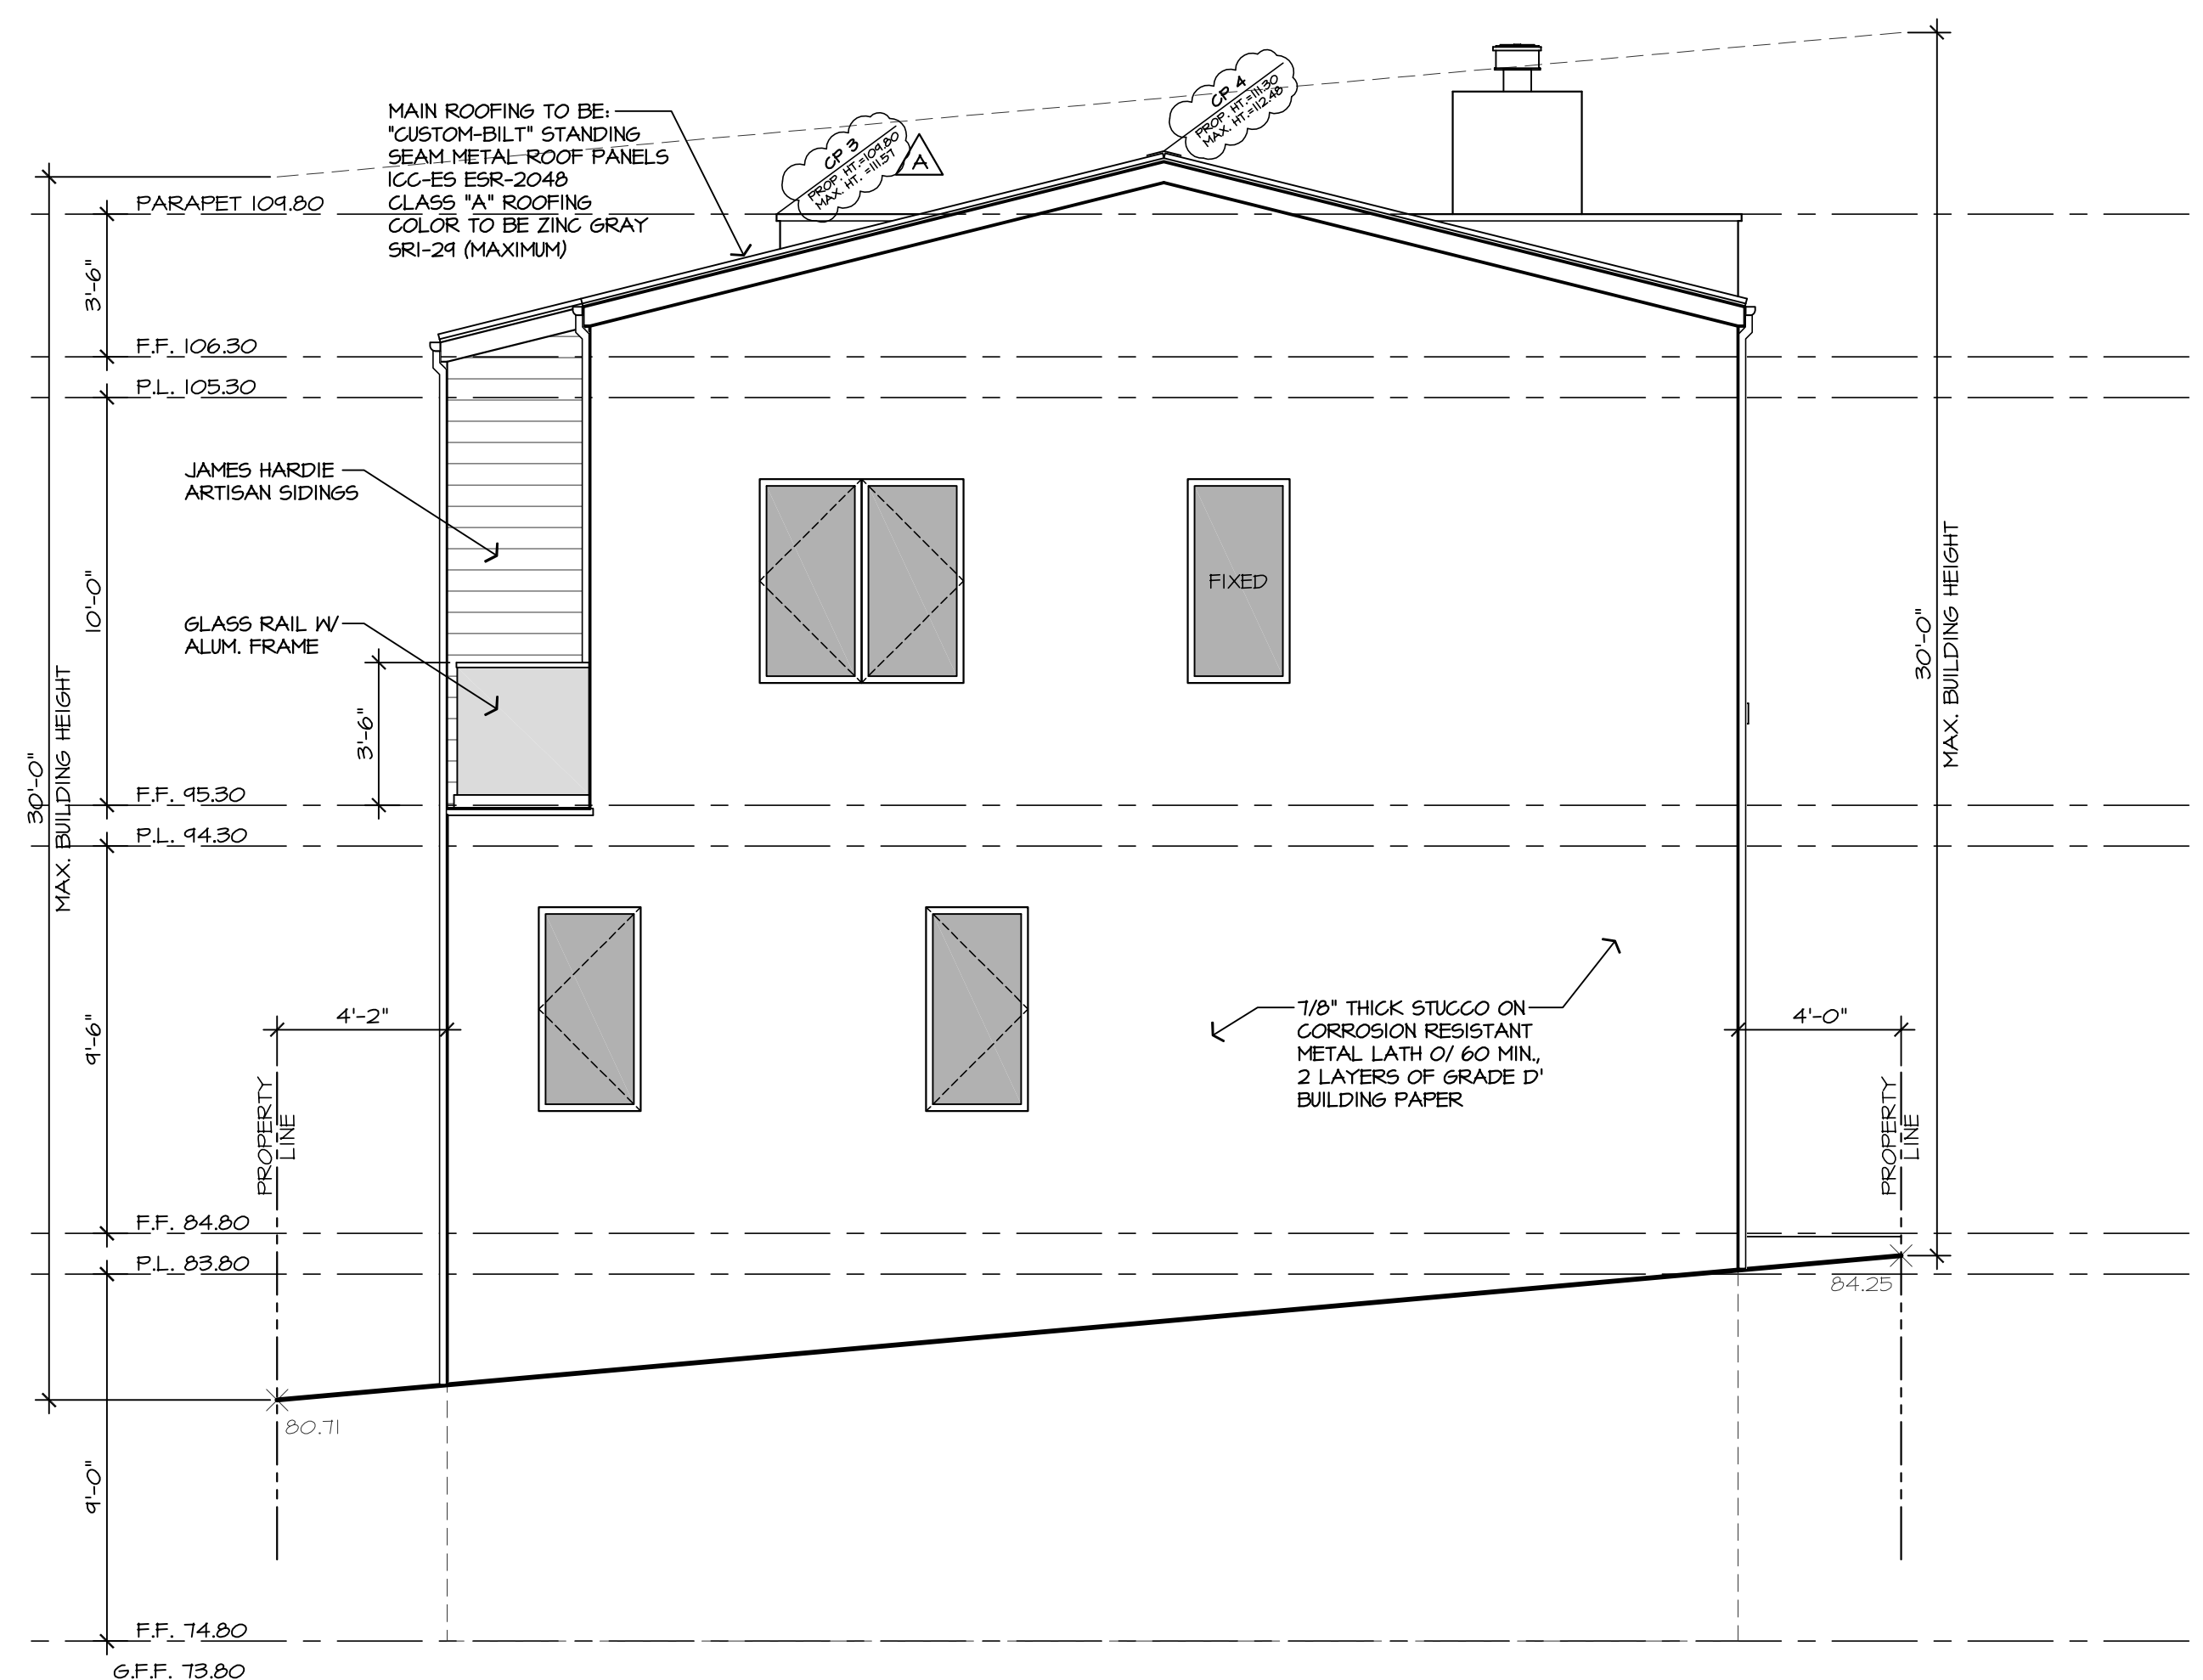 CP 4
PROP. HT.=111.30
MAX. HT.=112.48
MAIN ROOFING TO BE:
"CUSTOM-BILT" STANDING
SEAM METAL ROOF PANELS
ICC-ES ESR-2048
CLASS "A" ROOFING
COLOR TO BE ZINC GRAY
SRI-29 (MAXIMUM)
CP 3
PROP. HT.=109.80
MAX. HT. =111.57
A
PARAPET 109.80
3'-6"
F.F. 106.30
P.L. 105.30
JAMES HARDIE
ARTISAN SIDINGS
10'-0"
FIXED
GLASS RAIL W/
ALUM. FRAME
3'-6"
30'-0"
MAX. BUILDING HEIGHT
30'-0"
MAX. BUILDING HEIGHT
F.F. 95.30
P.L. 94.30
9'-6"
4'-2"
7/8" THICK STUCCO ON
CORROSION RESISTANT
METAL LATH O/ 60 MIN.,
2 LAYERS OF GRADE D'
BUILDING PAPER
4'-0"
PROPERTY
LINE
PROPERTY
LINE
F.F. 84.80
P.L. 83.80
84.25
80.71
9'-0"
F.F. 74.80
G.F.F. 73.80